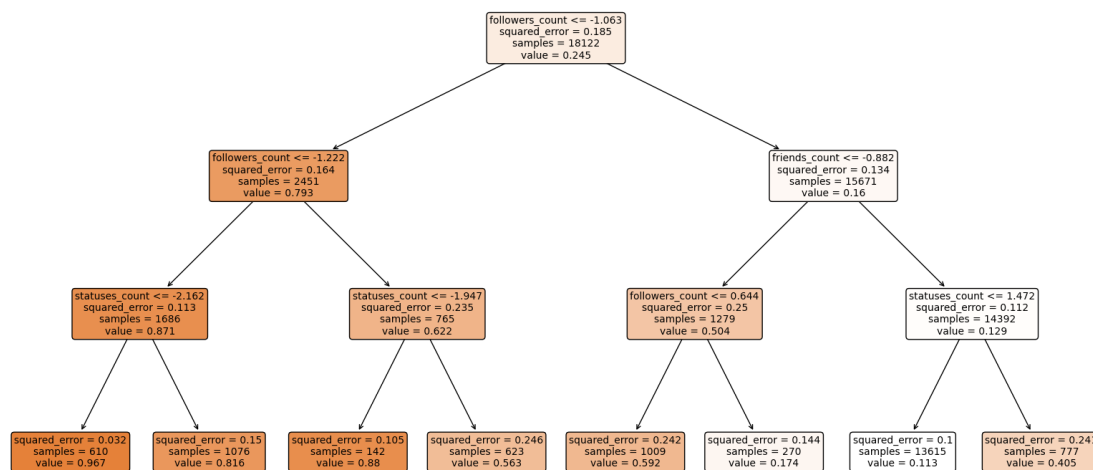 followers_count <= -1.063
squared_error = 0.185
samples = 18122
value = 0.245
followers_count <= -1.222
squared_error = 0.164
samples = 2451
value = 0.793
friends_count <= -0.882
squared_error = 0.134
samples = 15671
value = 0.16
statuses_count <= -2.162
squared_error = 0.113
samples = 1686
value = 0.871
statuses_count <= -1.947
squared_error = 0.235
samples = 765
value = 0.622
followers_count <= 0.644
squared_error = 0.25
samples = 1279
value = 0.504
statuses_count <= 1.472
squared_error = 0.112
samples = 14392
value = 0.129
squared_error = 0.032
samples = 610
value = 0.967
squared_error = 0.15
samples = 1076
value = 0.816
squared_error = 0.105
samples = 142
value = 0.88
squared_error = 0.246
samples = 623
value = 0.563
squared_error = 0.242
samples = 1009
value = 0.592
squared_error = 0.144
samples = 270
value = 0.174
squared_error = 0.1
samples = 13615
value = 0.113
squared_error = 0.241
samples = 777
value = 0.405